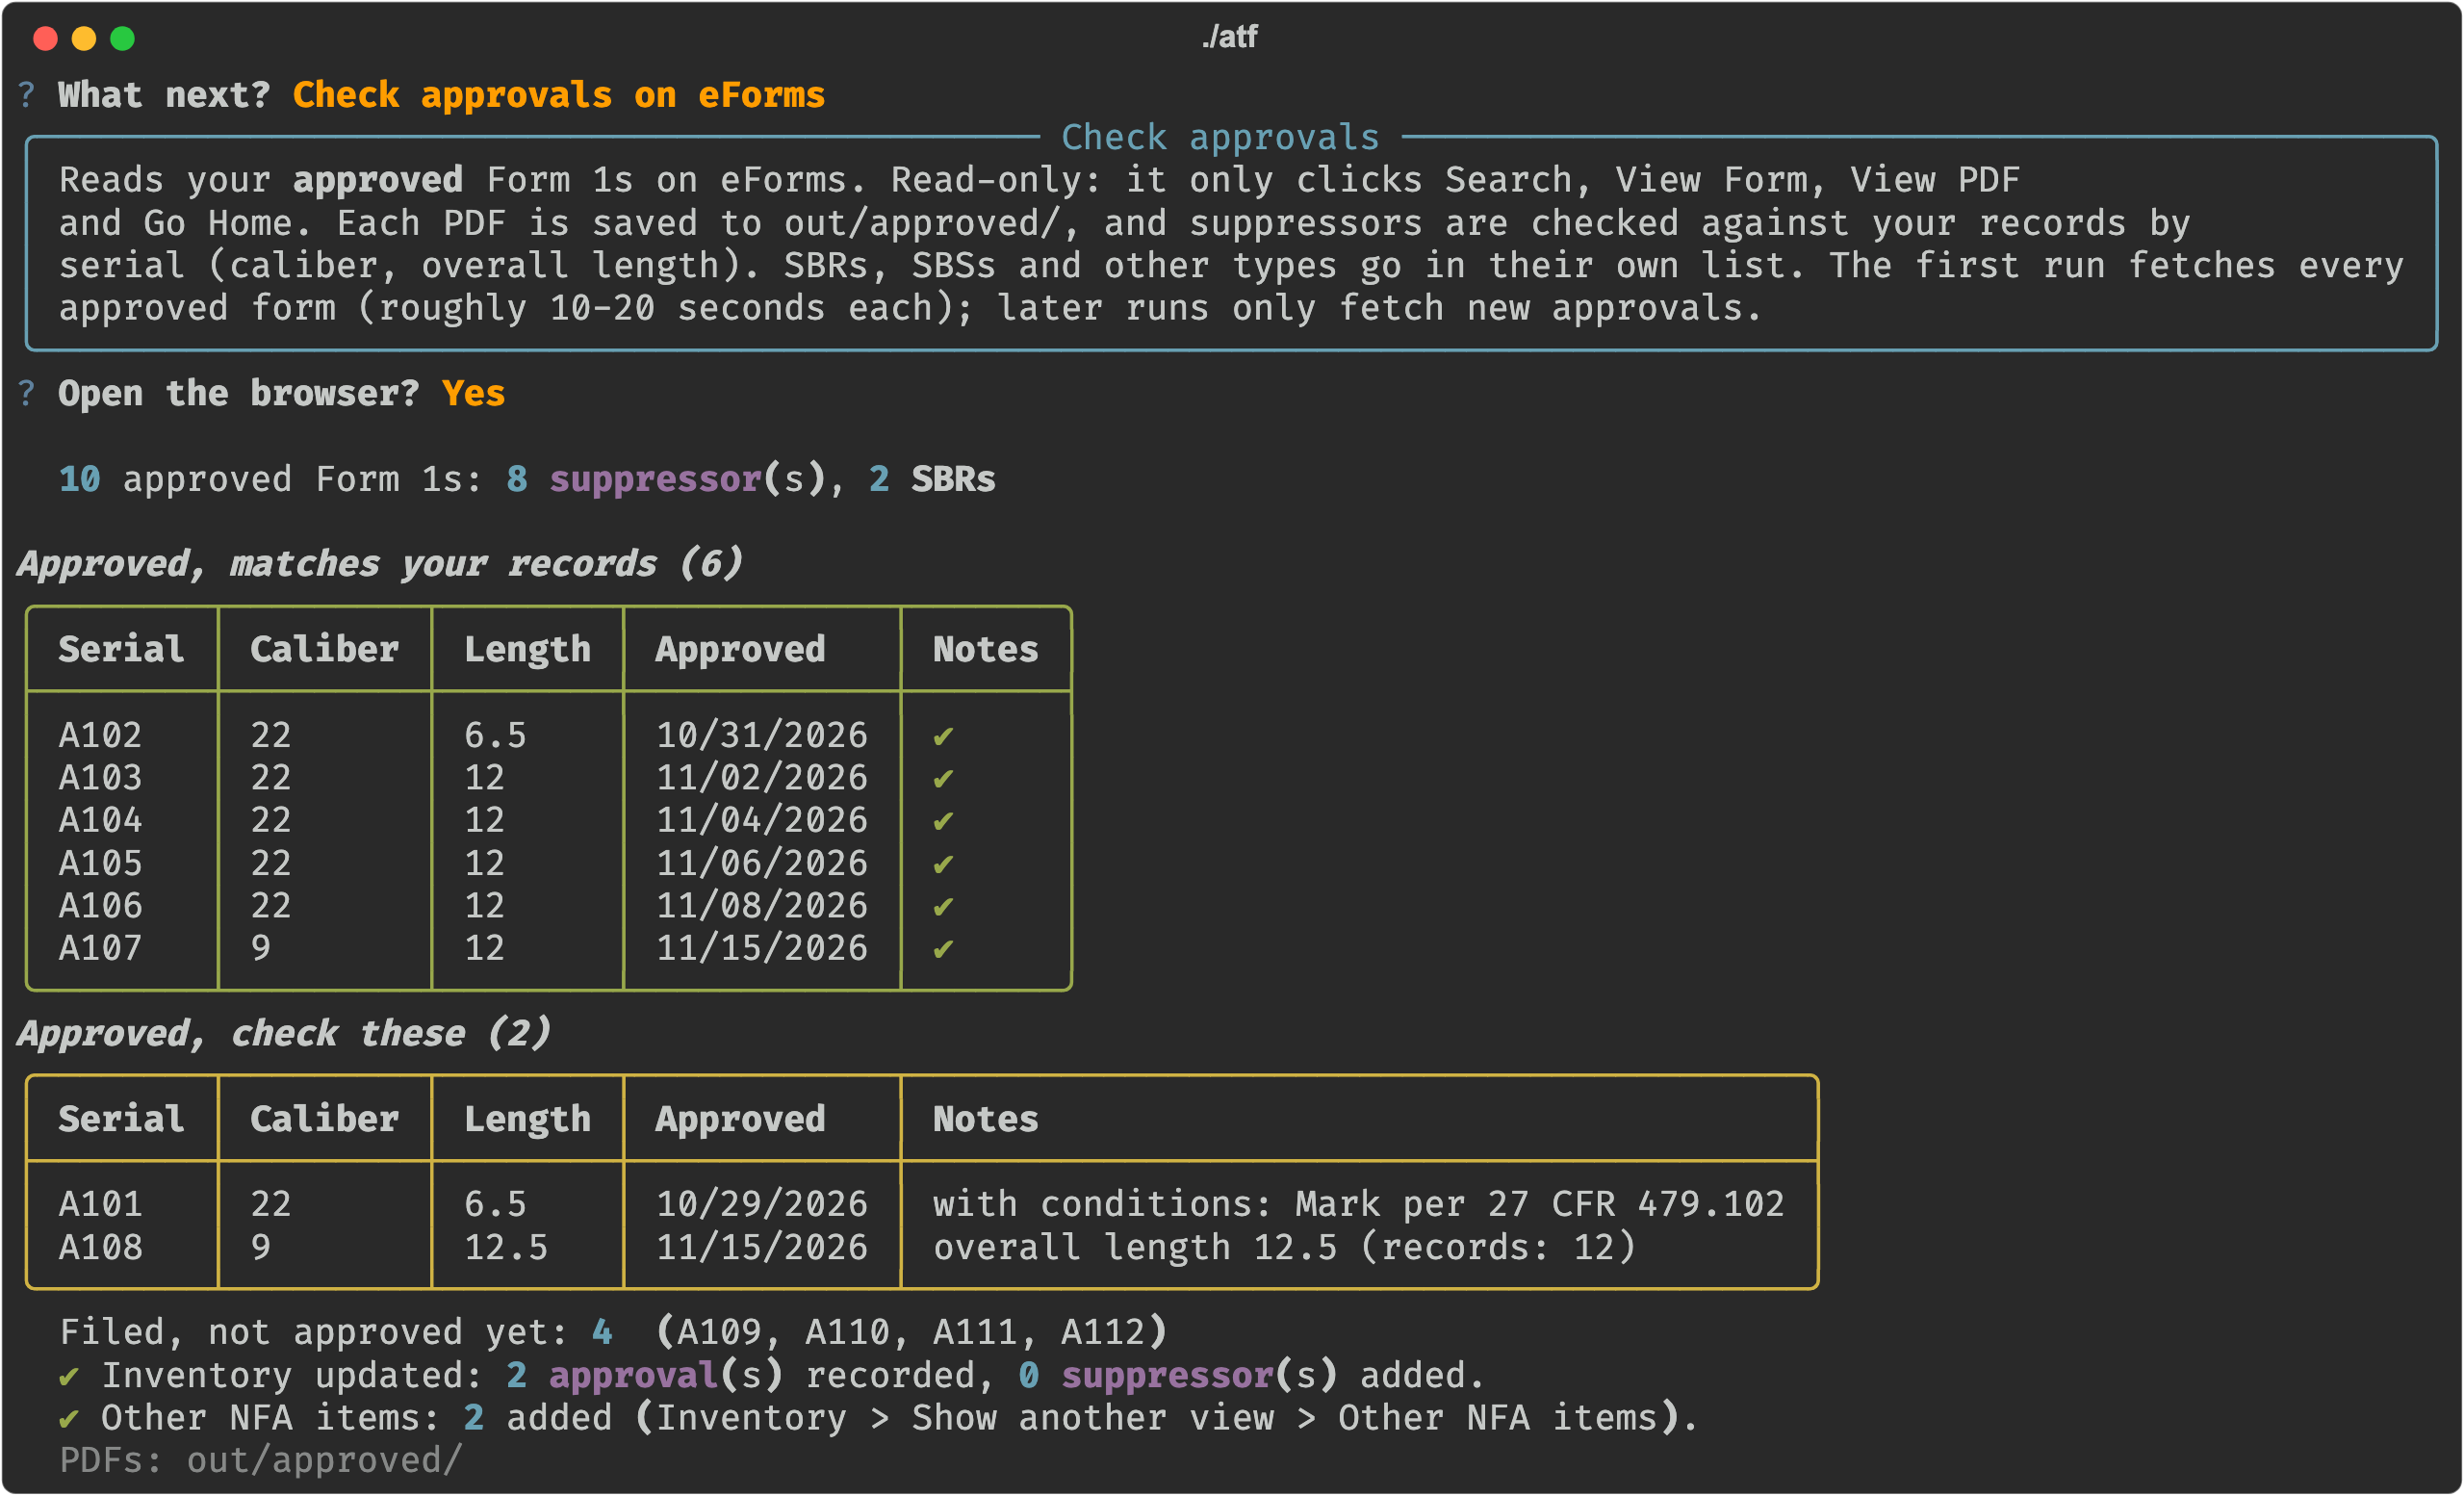 ./atf
? What next? Check approvals on eForms
Check approvals
Reads your approved Form 1s on eForms. Read-only: it only clicks Search, View Form, View PDF
and Go Home. Each PDF is saved to out/approved/, and suppressors are checked against your records by
serial (caliber, overall length). SBRs, SBSs and other types go in their own list. The first run fetches every
approved form (roughly 10-20 seconds each); later runs only fetch new approvals.
? Open the browser? Yes
10 approved Form 1s: 8 suppressor(s), 2 SBRs
Approved, matches your records (6)
Serial Caliber Length Approved Notes
A102 22 6.5 10/31/2026 ✔
A103 22 12 11/02/2026 ✔
A104 22 12 11/04/2026 ✔
A105 22 12 11/06/2026 ✔
A106 22 12 11/08/2026 ✔
A107 9 12 11/15/2026 ✔
Approved, check these (2)
Serial Caliber Length Approved Notes
A101 22 6.5 10/29/2026 with conditions: Mark per 27 CFR 479.102
A108 9 12.5 11/15/2026 overall length 12.5 (records: 12)
Filed, not approved yet: 4 (A109, A110, A111, A112)
✔ Inventory updated: 2 approval(s) recorded, 0 suppressor(s) added.
✔ Other NFA items: 2 added (Inventory > Show another view > Other NFA items).
PDFs: out/approved/